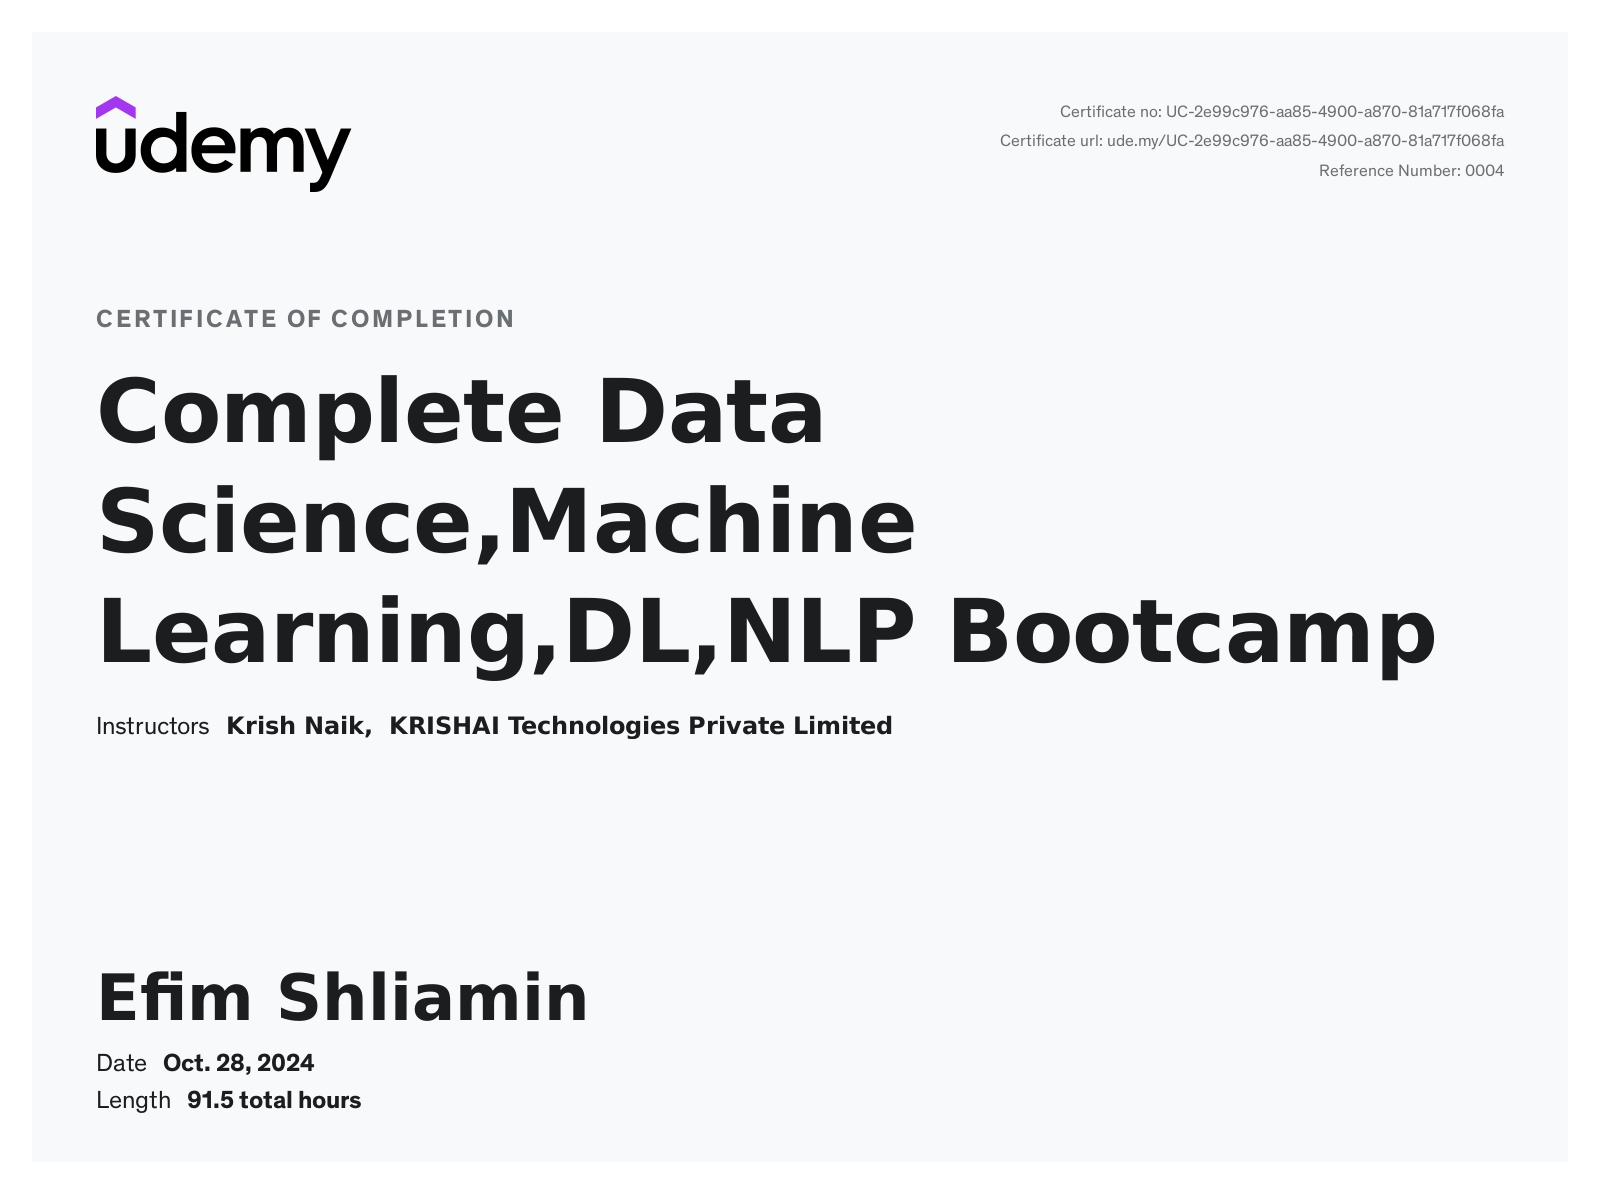 udemy
Certificate no: UC-2e99c976-aa85-4900-a870-81a717f068fa
Certificate url: ude.my/UC-2e99c976-aa85-4900-a870-81a717f068fa
Reference Number: 0004
CERTIFICATE OF COMPLETION
Complete Data
Science,Machine
Learning,DL,NLP Bootcamp
Instructors Krish Naik, KRISHAI Technologies Private Limited
Efim Shliamin
Date Oct. 28, 2024
Length 91.5 total hours